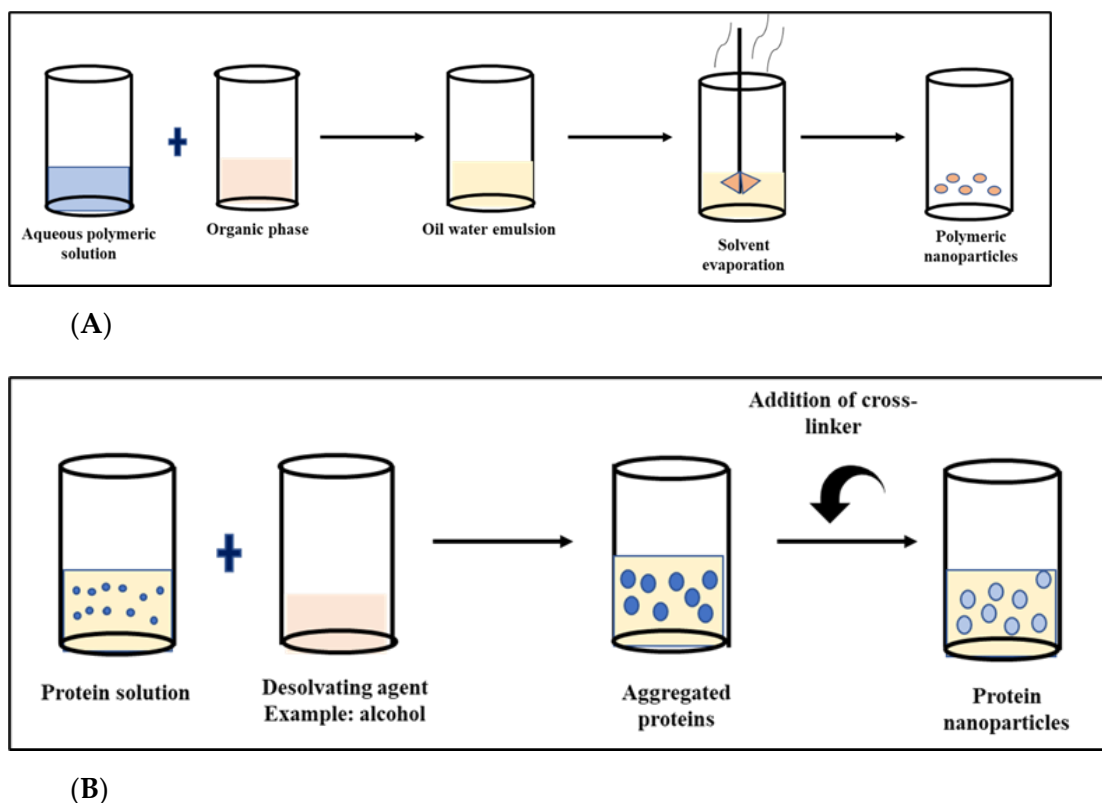 Aqueous polymeric
solution
Organic phase
Oil water emulsion
Solvent
evaporation
Polymeric
nanoparticles
(A)
Addition of cross-
linker
Protein solution
Desolvating agent
Example: alcohol
Aggregated
proteins
Protein
nanoparticles
(B)